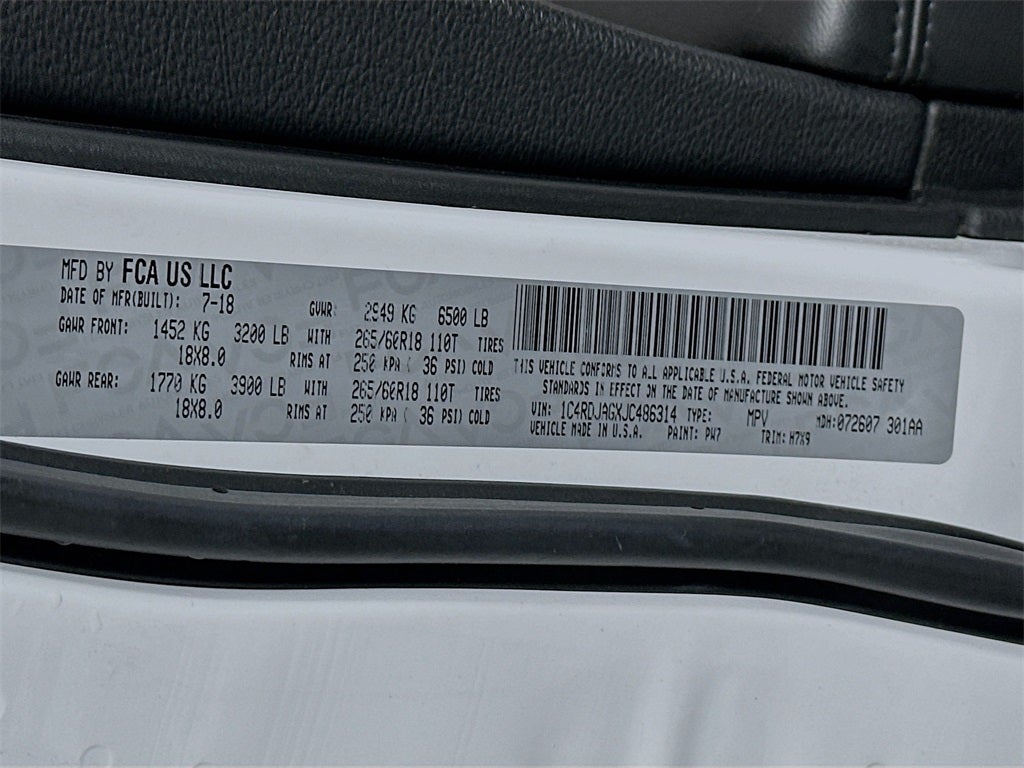 MFD BY FCA US LLC
DATE OF MFR(BUILT): 7-18 GVWR: 2949 KG 6500 LB
GAWR FRONT: 1452 KG 3200 LB WITH 265/60R18 110T TIRES
18X8.0 RIMS AT 250 KPA ( 36 PSI) COLD
GAWR REAR: 1770 KG 3900 LB WITH 265/60R18 110T TIRES
18X8.0 RIMS AT 250 KPA ( 36 PSI) COLD
THIS VEHICLE CONFORMS TO ALL APPLICABLE U.S.A. FEDERAL MOTOR VEHICLE SAFETY
STANDARDS IN EFFECT ON THE DATE OF MANUFACTURE SHOWN ABOVE.
VIN: 1C4RDJAGXJC486314 TYPE: MPV MDH:072607 301AA
VEHICLE MADE IN U.S.A. PAINT: PW7 TRIM: H7X9